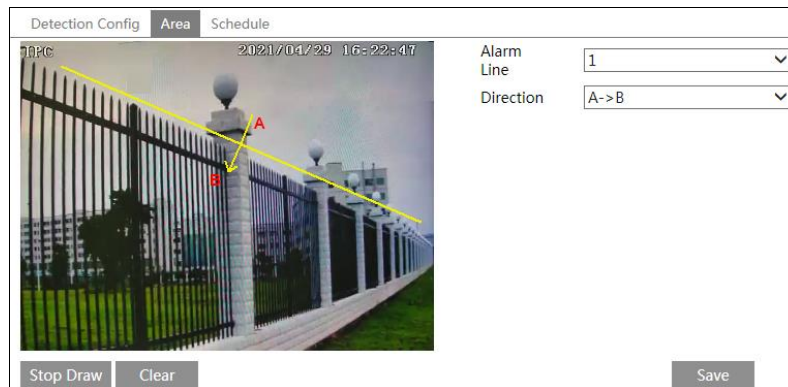 Detection Config Area Schedule
IPC 2021/04/29 16:22:47
Alarm Line 1
Direction A->B
A
B
Stop Draw Clear Save